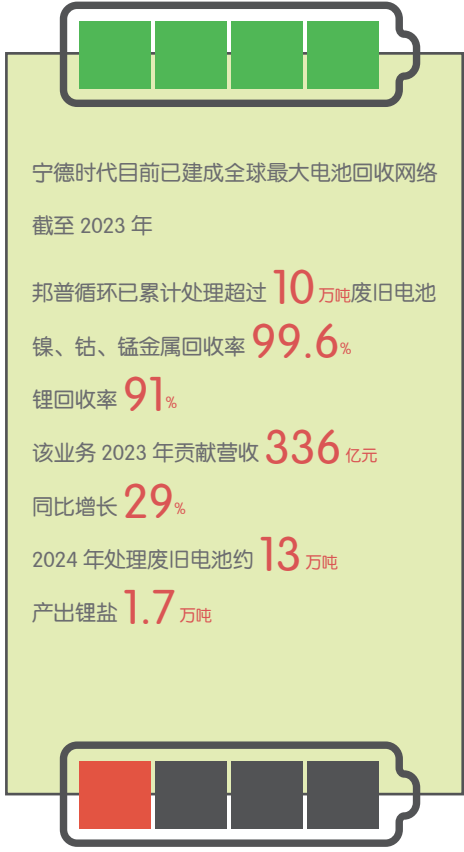 宁德时代目前已建成全球最大电池回收网络
截至 2023 年
邦普循环已累计处理超过 10 万吨废旧电池
镍、钴、锰金属回收率 99.6%
锂回收率 91%
该业务 2023 年贡献营收 336 亿元
同比增长 29%
2024 年处理废旧电池约 13 万吨
产出锂盐 1.7 万吨